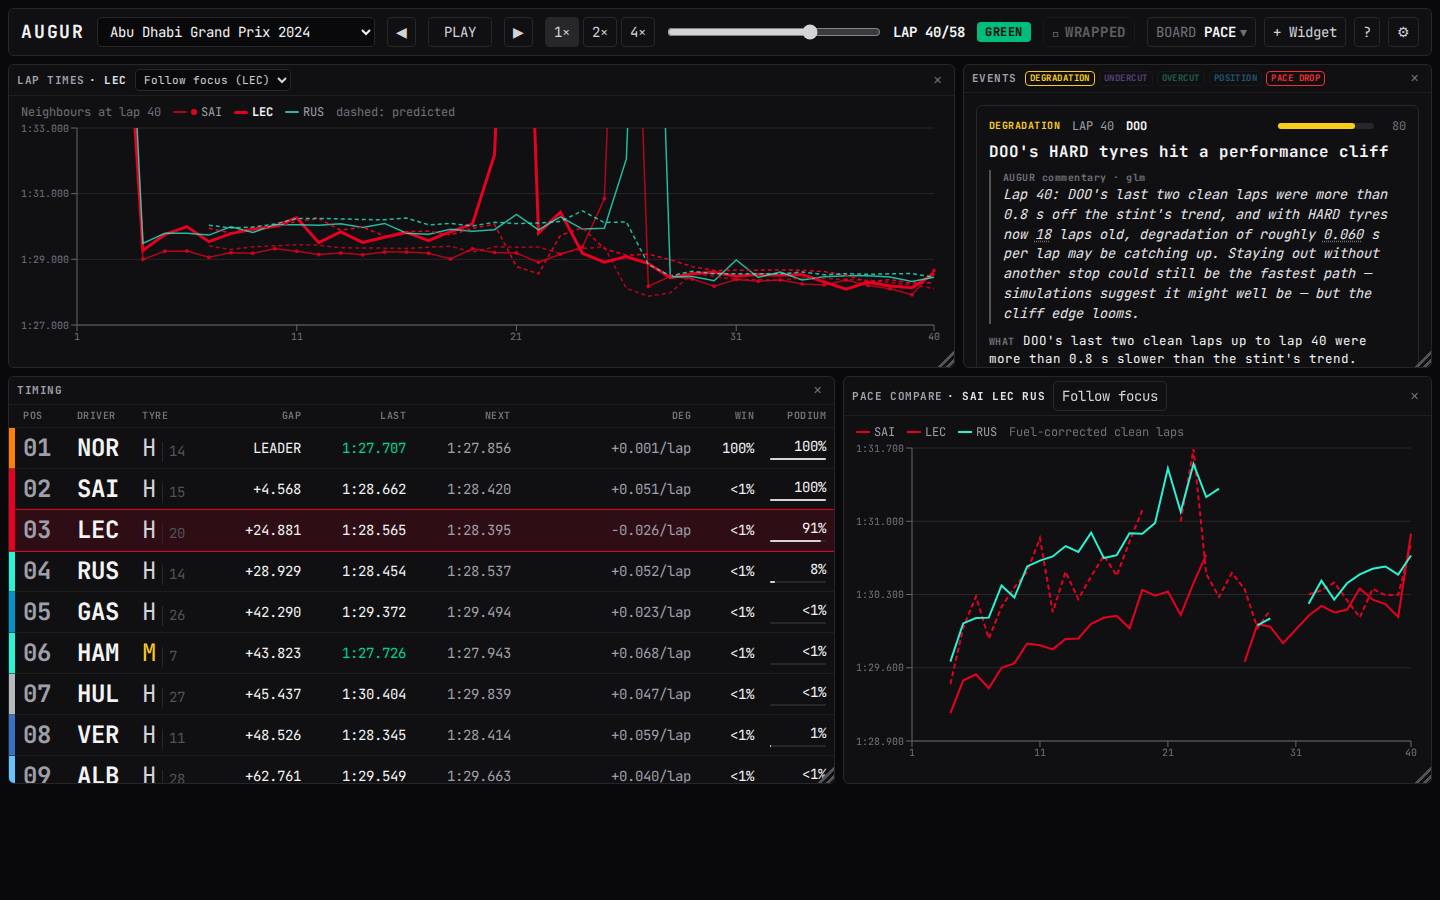 AUGUR Abu Dhabi Grand Prix 2024 ◀ PLAY ▶ 1× 2× 4× LAP 40/58 GREEN WRAPPED BOARD PACE ▾ + Widget ? ⚙
LAP TIMES · LEC Follow focus (LEC) ×
Neighbours at lap 40 SAI LEC RUS dashed: predicted
1:33.000
1:31.000
1:29.000
1:27.000
1 11 21 31 40
EVENTS DEGRADATION UNDERCUT OVERCUT POSITION PACE DROP ×
DEGRADATION LAP 40 DOO 80
DOO's HARD tyres hit a performance cliff
AUGUR commentary · glm
Lap 40: DOO's last two clean laps were more than
0.8 s off the stint's trend, and with HARD tyres
now 18 laps old, degradation of roughly 0.060 s
per lap may be catching up. Staying out without
another stop could still be the fastest path —
simulations suggest it might well be — but the
cliff edge looms.
WHAT DOO's last two clean laps up to lap 40 were
more than 0.8 s slower than the stint's trend.
TIMING ×
POS DRIVER TYRE GAP LAST NEXT DEG WIN PODIUM
01 NOR H 14 LEADER 1:27.707 1:27.856 +0.001/lap 100% 100%
02 SAI H 15 +4.568 1:28.662 1:28.420 +0.051/lap <1% 100%
03 LEC H 20 +24.881 1:28.565 1:28.395 -0.026/lap <1% 91%
04 RUS H 14 +28.929 1:28.454 1:28.537 +0.052/lap <1% 8%
05 GAS H 26 +42.290 1:29.372 1:29.494 +0.023/lap <1% <1%
06 HAM M 7 +43.823 1:27.726 1:27.943 +0.068/lap <1% <1%
07 HUL H 27 +45.437 1:30.404 1:29.839 +0.047/lap <1% <1%
08 VER H 11 +48.526 1:28.345 1:28.414 +0.059/lap <1% 1%
09 ALB H 28 +62.761 1:29.549 1:29.663 +0.040/lap <1% <1%
PACE COMPARE · SAI LEC RUS Follow focus ×
SAI LEC RUS Fuel-corrected clean laps
1:31.700
1:31.000
1:30.300
1:29.600
1:28.900
1 11 21 31 40